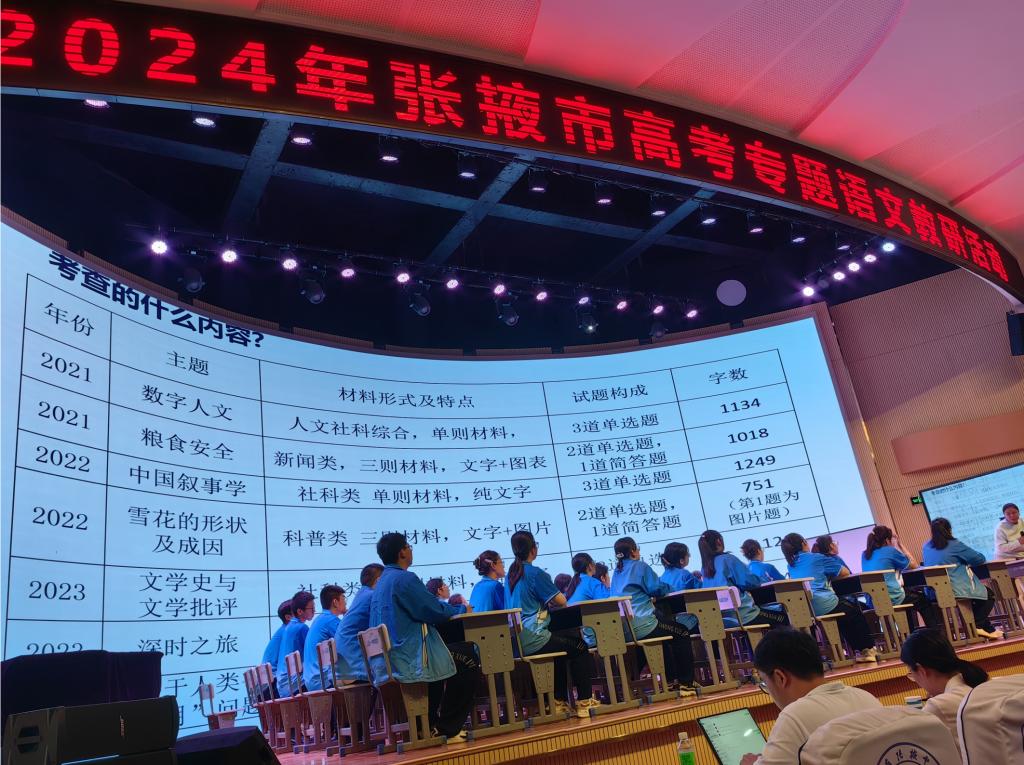 2024年张掖市高考专题语文教研活动
考查的什么内容?
年份 主题 材料形式及特点 试题构成 字数
2021 数字人文 人文社科综合，单则材料， 3道单选题 1134
2021 粮食安全 新闻类，三则材料，文字+图表 2道单选题，
1道简答题 1018
2022 中国叙事学 社科类 单则材料，纯文字 3道单选题 1249
2022 雪花的形状
及成因 科普类 三则材料，文字+图片 2道单选题，
1道简答题 751
(第1题为
图片题)
2023 文学史与
文学批评 社科类
深时之旅